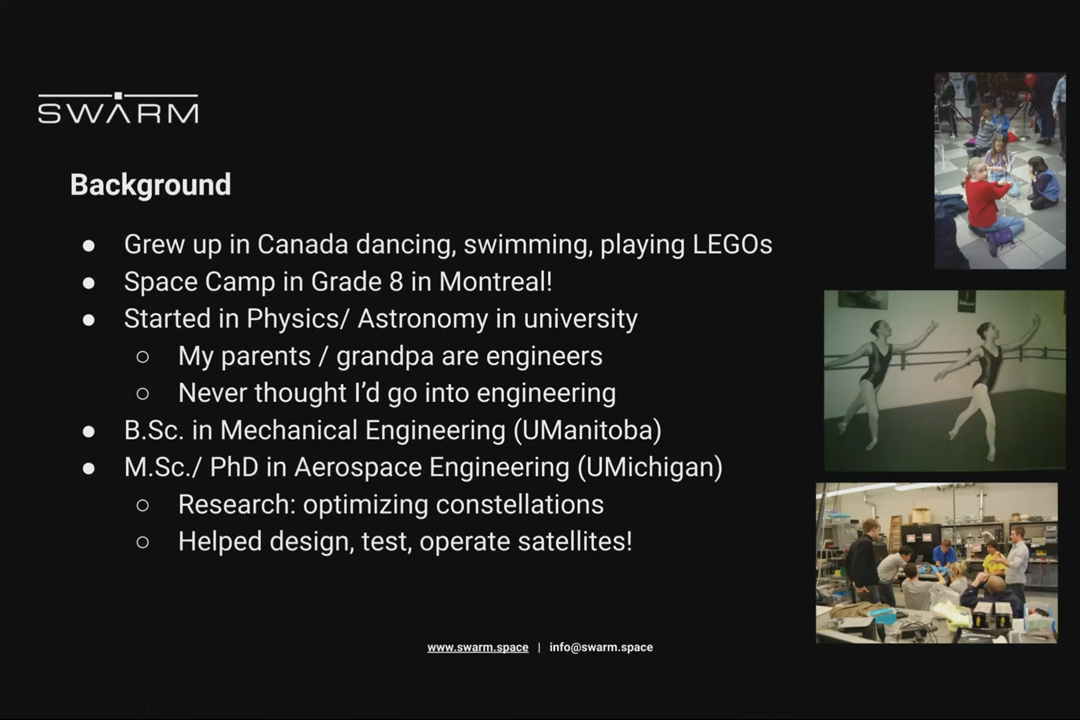 SWARM
Background
● Grew up in Canada dancing, swimming, playing LEGOs
● Space Camp in Grade 8 in Montreal!
● Started in Physics/ Astronomy in university
○ My parents / grandpa are engineers
○ Never thought I’d go into engineering
● B.Sc. in Mechanical Engineering (UManitoba)
● M.Sc./ PhD in Aerospace Engineering (UMichigan)
○ Research: optimizing constellations
○ Helped design, test, operate satellites!
www.swarm.space | info@swarm.space